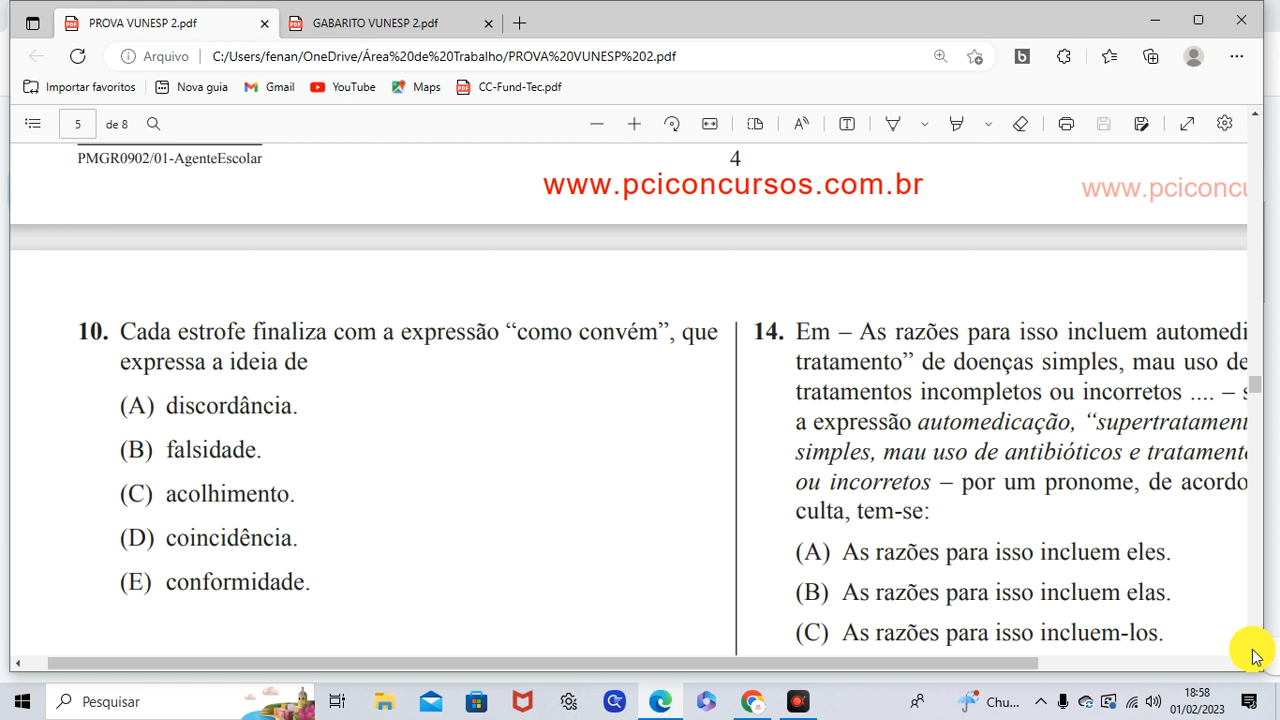 PROVA VUNESP 2.pdf
GABARITO VUNESP 2.pdf
Arquivo
C:/Users/fenan/OneDrive/Área%20de%20Trabalho/PROVA%20VUNESP%202.pdf
Importar favoritos
Nova guia
Gmail
YouTube
Maps
CC-Fund-Tec.pdf
5 de 8
PMGR0902/01-AgenteEscolar
4
www.pciconcursos.com.br
www.pciconcu
10. Cada estrofe finaliza com a expressão “como convém”, que
expressa a ideia de
(A) discordância.
(B) falsidade.
(C) acolhimento.
(D) coincidência.
(E) conformidade.
14. Em – As razões para isso incluem automedi
tratamento” de doenças simples, mau uso de
tratamentos incompletos ou incorretos .... – s
a expressão automedicação, “supertratament
simples, mau uso de antibióticos e tratamento
ou incorretos – por um pronome, de acordo
culta, tem-se:
(A) As razões para isso incluem eles.
(B) As razões para isso incluem elas.
(C) As razões para isso incluem-los.
Pesquisar
Chu...
18:58
01/02/2023